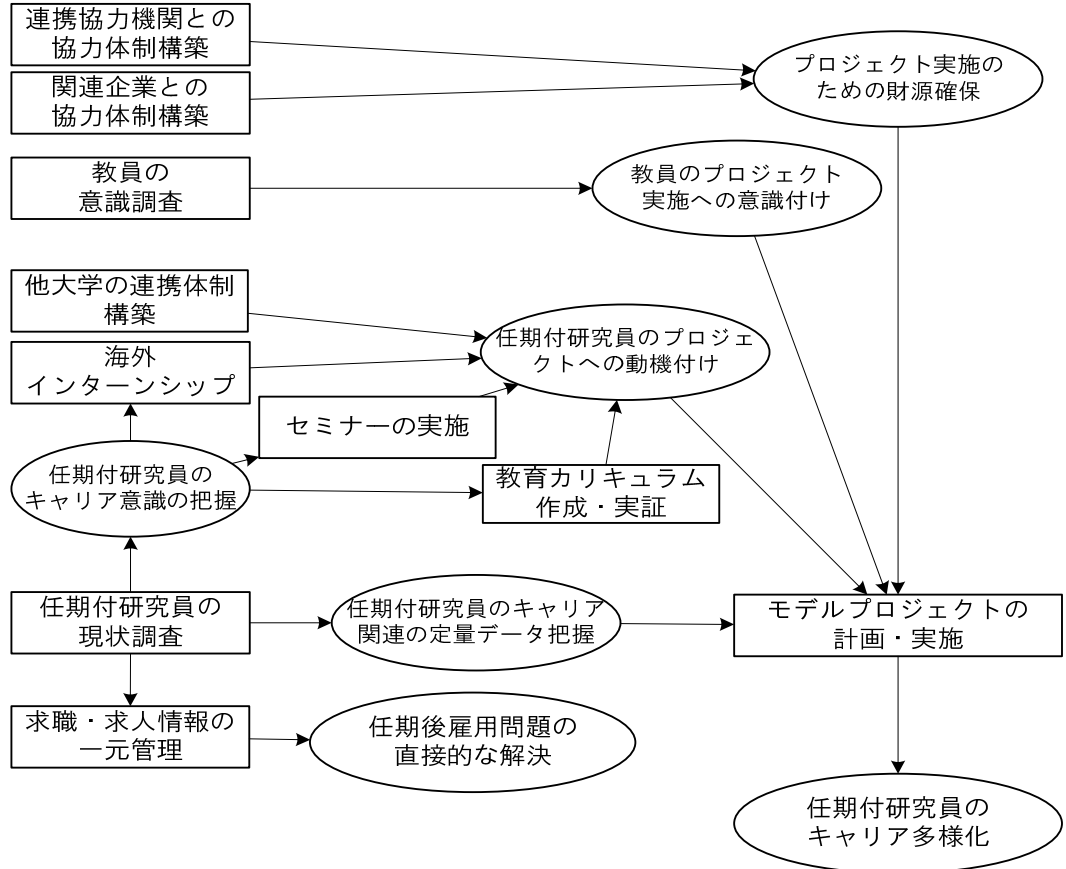 連携協力機関との
協力体制構築
関連企業との
協力体制構築
プロジェクト実施の
ための財源確保
教員の
意識調査
教員のプロジェクト
実施への意識付け
他大学の連携体制
構築
任期付研究員のプロジェ
クトへの動機付け
海外
インターンシップ
セミナーの実施
任期付研究員の
キャリア意識の把握
教育カリキュラム
作成・実証
任期付研究員の
現状調査
任期付研究員のキャリア
関連の定量データ把握
モデルプロジェクトの
計画・実施
求職・求人情報の
一元管理
任期後雇用問題の
直接的な解決
任期付研究員の
キャリア多様化